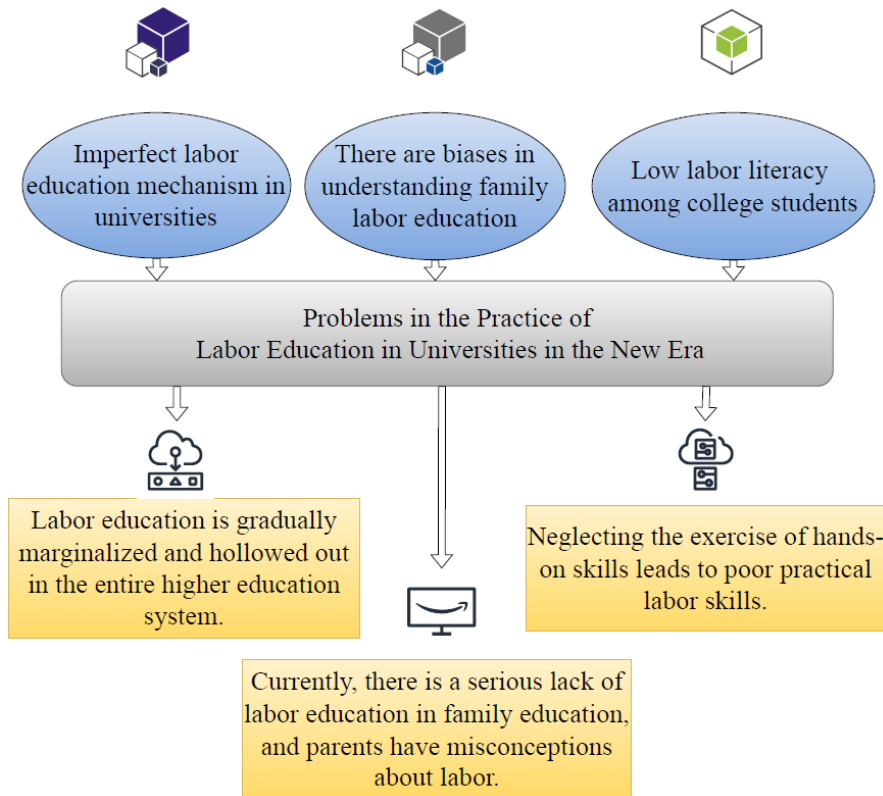 Imperfect labor
education mechanism in
universities
There are biases in
understanding family
labor education
Low labor literacy
among college students
Problems in the Practice of
Labor Education in Universities in the New Era
Labor education is gradually
marginalized and hollowed out
in the entire higher education
system.
Neglecting the exercise of hands-
on skills leads to poor practical
labor skills.
Currently, there is a serious lack of
labor education in family education,
and parents have misconceptions
about labor.